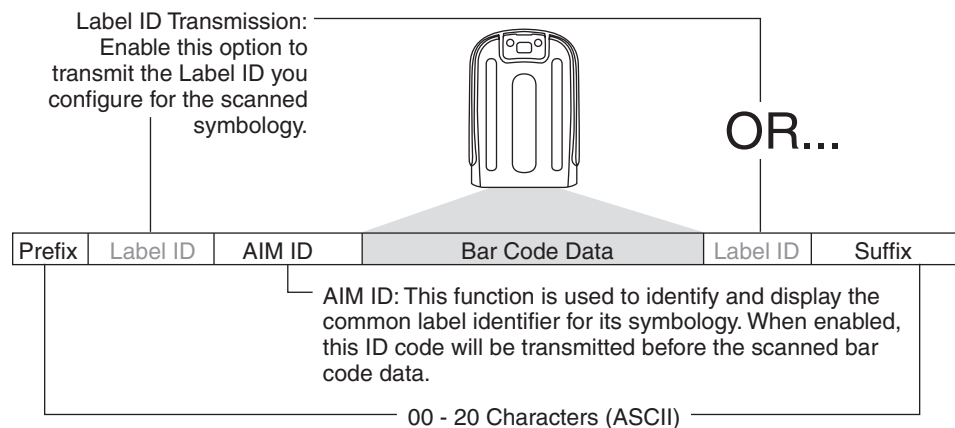 Label ID Transmission:
Enable this option to
transmit the Label ID you
configure for the scanned
symbology.
OR...
Prefix Label ID AIM ID Bar Code Data Label ID Suffix
AIM ID: This function is used to identify and display the
common label identifier for its symbology. When enabled,
this ID code will be transmitted before the scanned bar
code data.
00 - 20 Characters (ASCII)